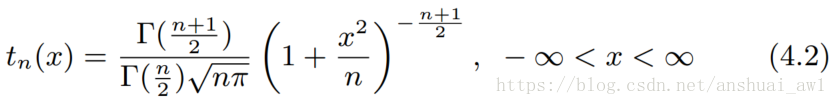 t_n(x) = \frac{\Gamma(\frac{n+1}{2})}{\Gamma(\frac{n}{2})\sqrt{n\pi}} \left(1 + \frac{x^2}{n}\right)^{-\frac{n+1}{2}}, -\infty < x < \infty (4.2)
https://blog.csdn.net/anshuai_aw1